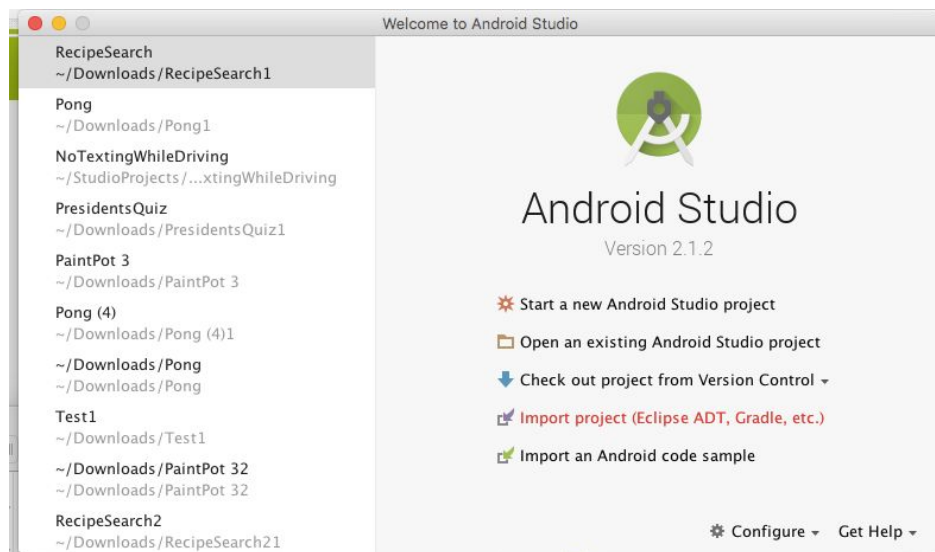 Welcome to Android Studio
RecipeSearch
~/Downloads/RecipeSearch1
Pong
~/Downloads/Pong1
NoTextingWhileDriving
~/StudioProjects/...xtingWhileDriving
PresidentsQuiz
~/Downloads/PresidentsQuiz1
PaintPot 3
~/Downloads/PaintPot 3
Pong (4)
~/Downloads/Pong (4)1
~/Downloads/Pong
~/Downloads/Pong
Test1
~/Downloads/Test1
~/Downloads/PaintPot 32
~/Downloads/PaintPot 32
RecipeSearch2
~/Downloads/RecipeSearch21
Android Studio
Version 2.1.2
Start a new Android Studio project
Open an existing Android Studio project
Check out project from Version Control
Import project (Eclipse ADT, Gradle, etc.)
Import an Android code sample
Configure Get Help